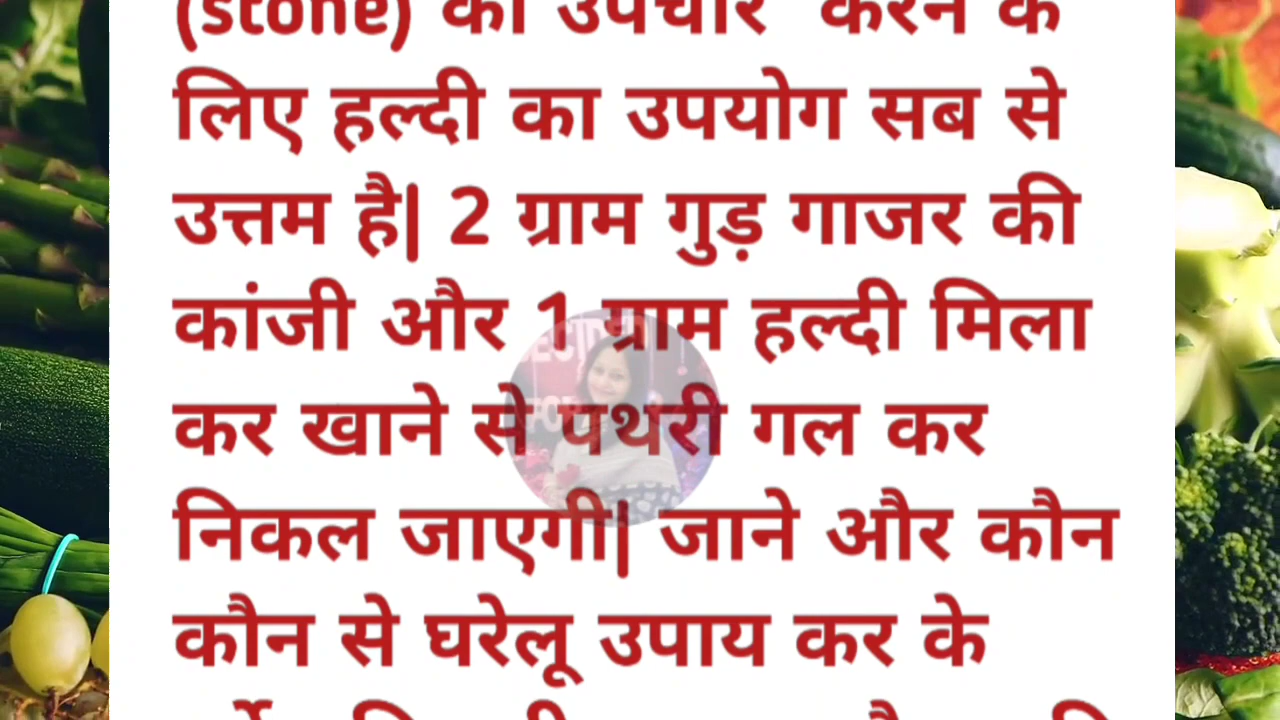 (stone) का उपचार करने के
लिए हल्दी का उपयोग सब से
उत्तम है| 2 ग्राम गुड़ गाजर की
कांजी और 1 ग्राम हल्दी मिला
कर खाने से पथरी गल कर
निकल जाएगी| जाने और कौन
कौन से घरेलू उपाय कर के